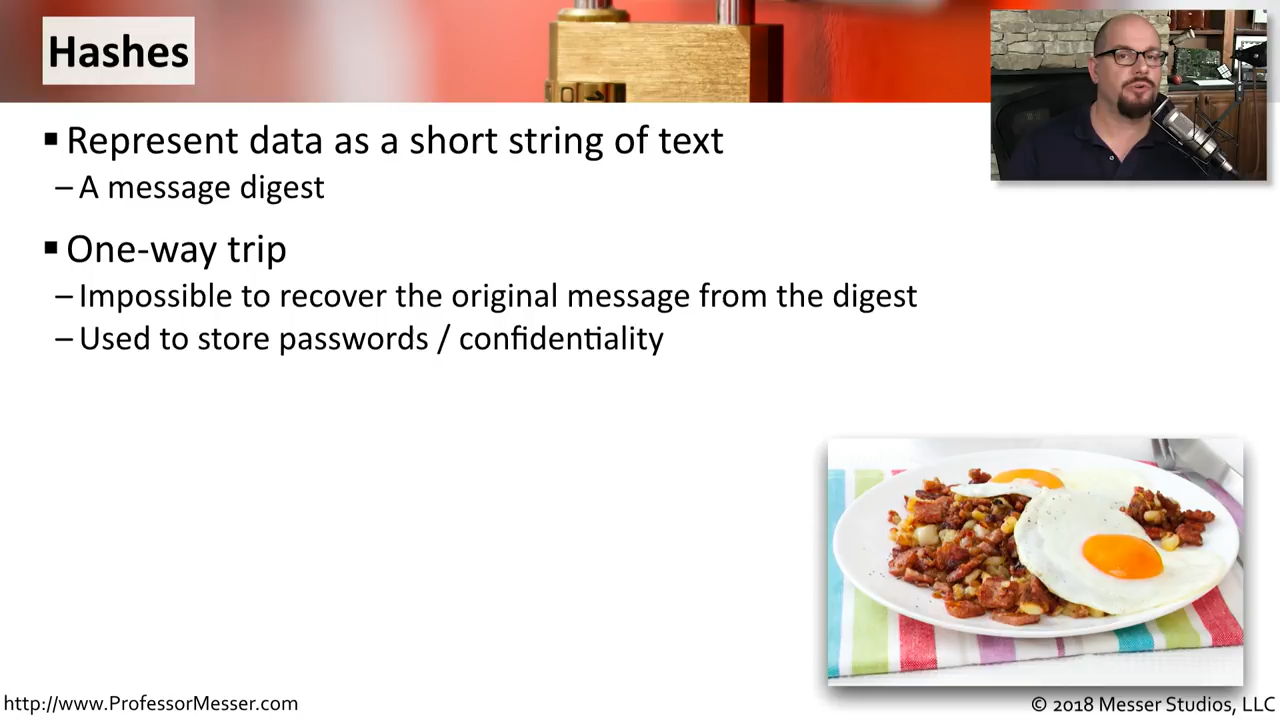 Hashes
▪ Represent data as a short string of text
– A message digest
▪ One-way trip
– Impossible to recover the original message from the digest
– Used to store passwords / confidentiality
http://www.ProfessorMesser.com
© 2018 Messer Studios, LLC